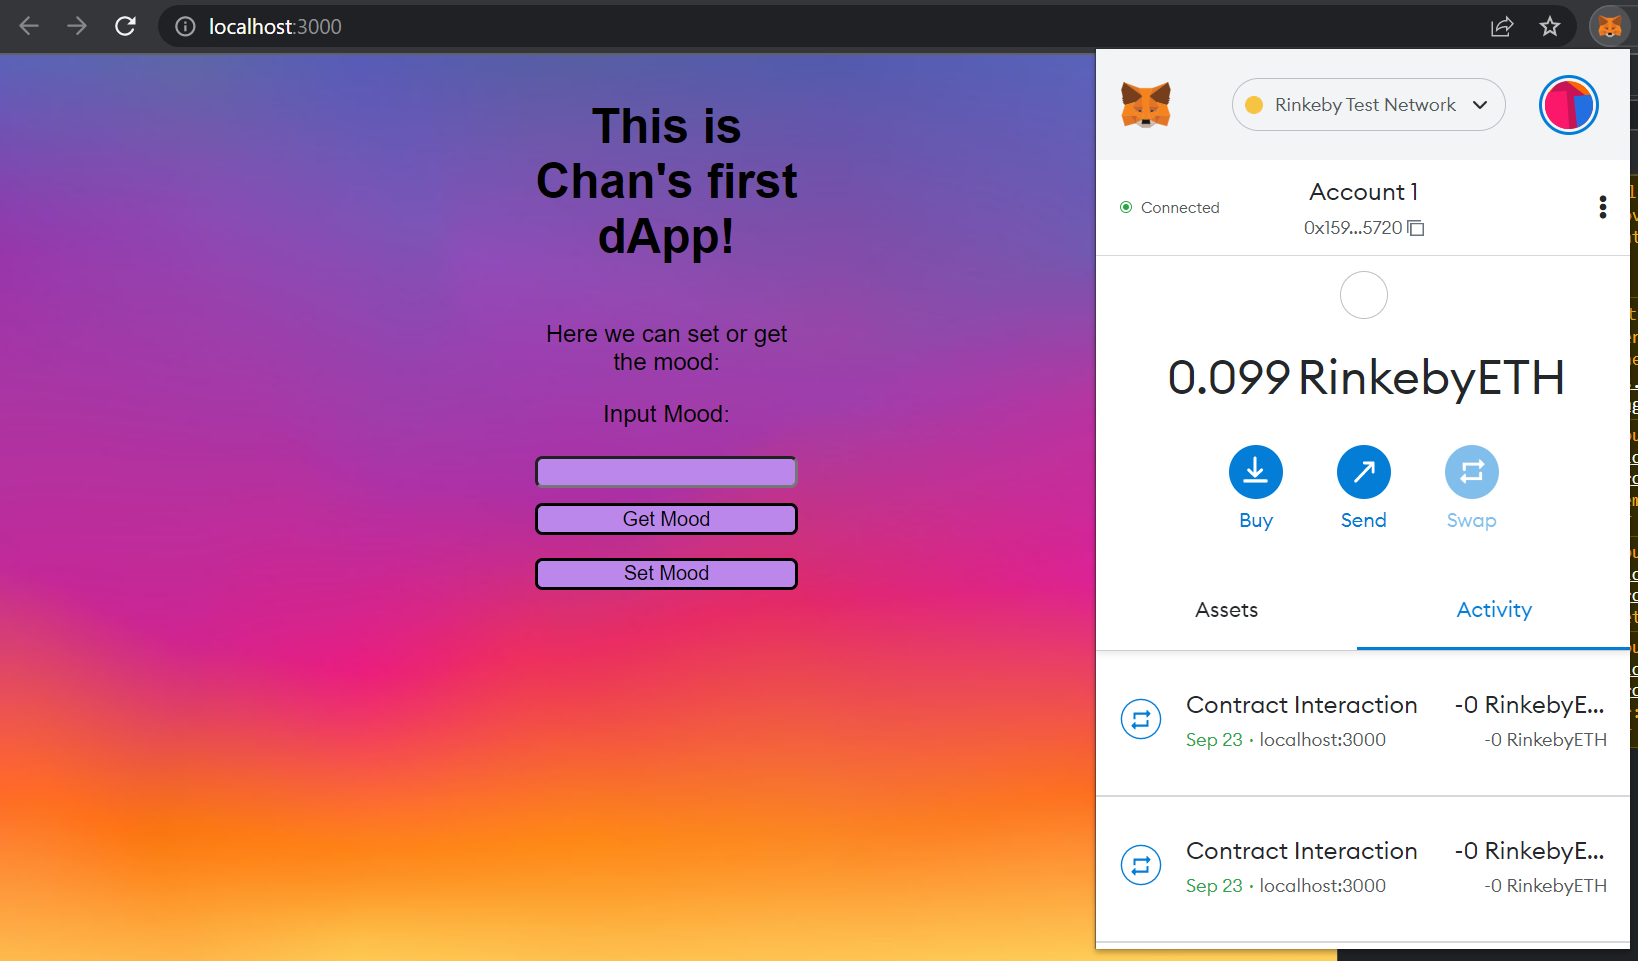 localhost:3000
This is
Chan's first
dApp!
Here we can set or get
the mood:
Input Mood:
Get Mood
Set Mood
Rinkeby Test Network
Connected
Account 1
0x159...5720
0.099 RinkebyETH
Buy
Send
Swap
Assets
Activity
Contract Interaction
-0 RinkebyE...
Sep 23 · localhost:3000
-0 RinkebyETH
Contract Interaction
-0 RinkebyE...
Sep 23 · localhost:3000
-0 RinkebyETH